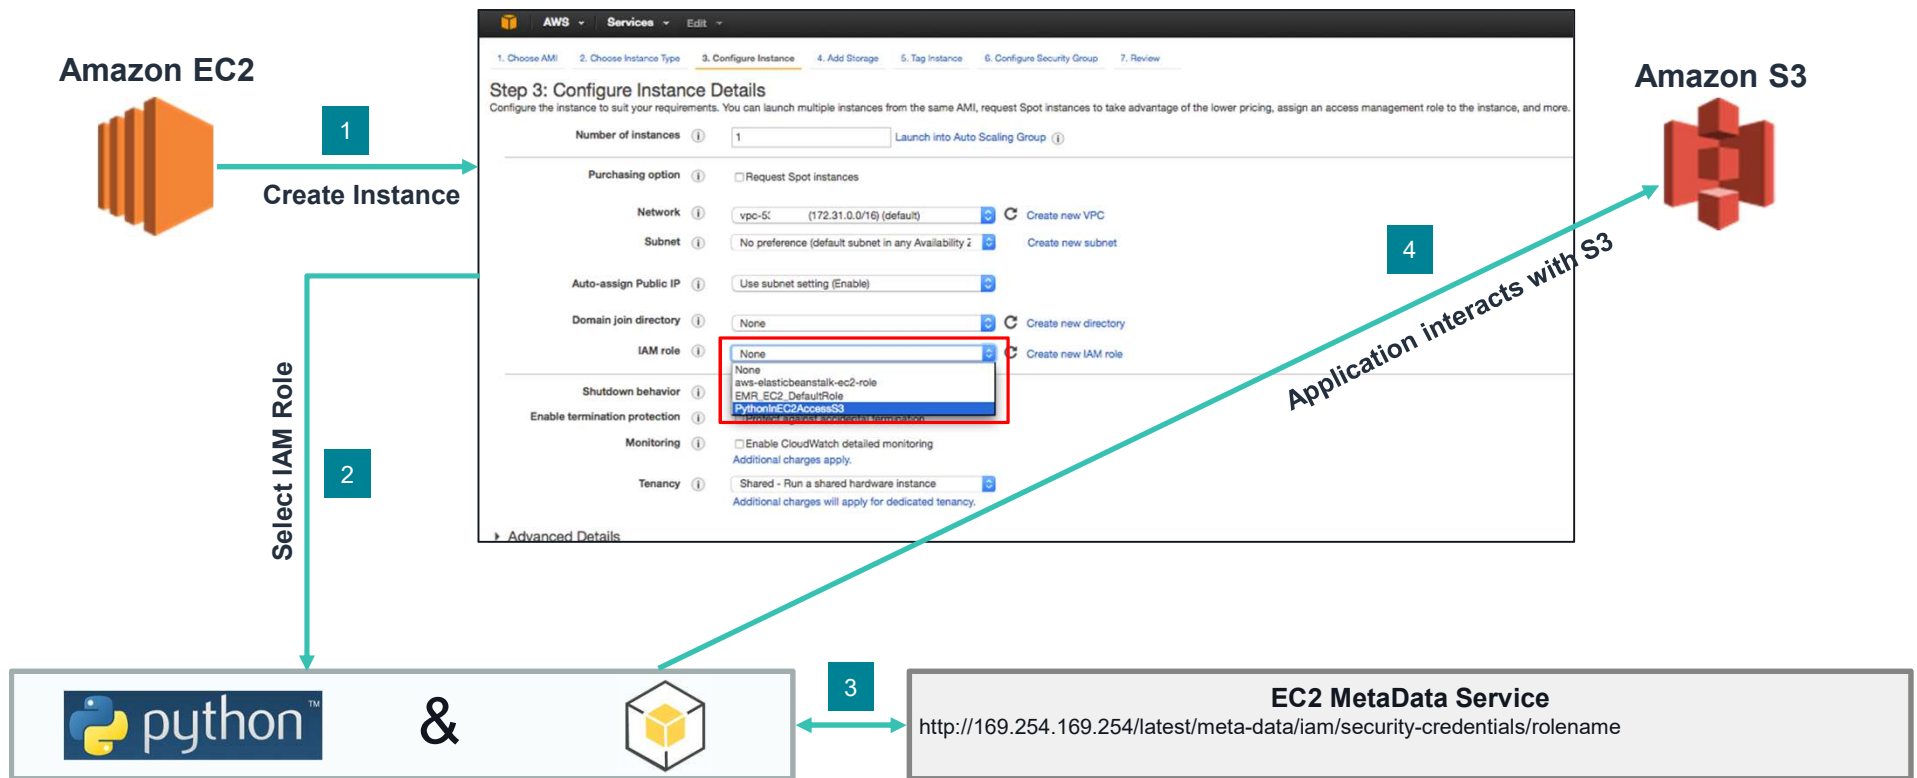 AWS Services Edit
1. Choose AMI 2. Choose Instance Type 3. Configure Instance 4. Add Storage 5. Tag Instance 6. Configure Security Group 7. Review
Step 3: Configure Instance Details
Configure the instance to suit your requirements. You can launch multiple instances from the same AMI, request Spot instances to take advantage of the lower pricing, assign an access management role to the instance, and more.
Number of instances 1 Launch into Auto Scaling Group
Purchasing option Request Spot instances
Network vpc-5 (172.31.0.0/16) (default) Create new VPC
Subnet No preference (default subnet in any Availability Create new subnet
Auto-assign Public IP Use subnet setting (Enable)
Domain join directory None Create new directory
IAM role None Create new IAM role
None
aws-elasticbeanstalk-ec2-role
EMR_EC2_DefaultRole
PythonInEC2AccessS3
Shutdown behavior
Enable termination protection Protect against accidental termination
Monitoring Enable CloudWatch detailed monitoring
Additional charges apply.
Tenancy Shared - Run a shared hardware instance
Additional charges will apply for dedicated tenancy.
Advanced Details
Amazon EC2
1
Create Instance
Select IAM Role
2
python™
&
3
EC2 MetaData Service
http://169.254.169.254/latest/meta-data/iam/security-credentials/rolename
4
Application interacts with S3
Amazon S3